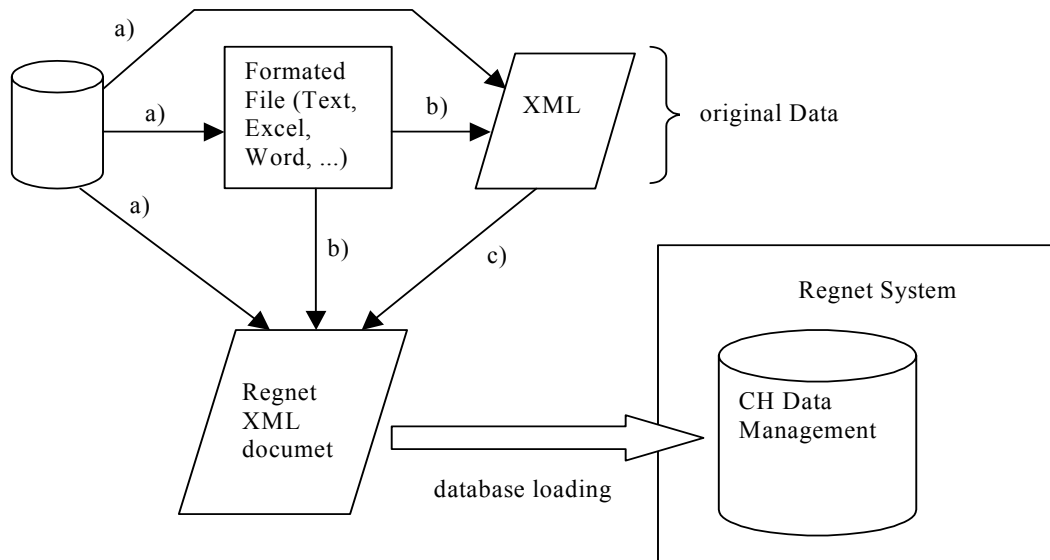 a)
Formated
File (Text,
Excel,
Word, ...)
a)
b)
XML
original Data
a)
b)
c)
Regnet System
Regnet
XML
documet
CH Data
Management
database loading